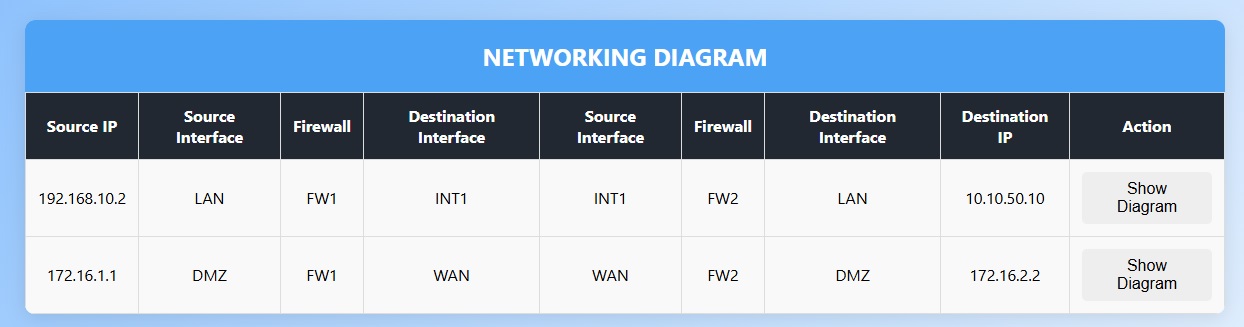 NETWORKING DIAGRAM
Source IP Source Interface Firewall Destination Interface Source Interface Firewall Destination Interface Destination IP Action
192.168.10.2 LAN FW1 INT1 INT1 FW2 LAN 10.10.50.10 Show Diagram
172.16.1.1 DMZ FW1 WAN WAN FW2 DMZ 172.16.2.2 Show Diagram